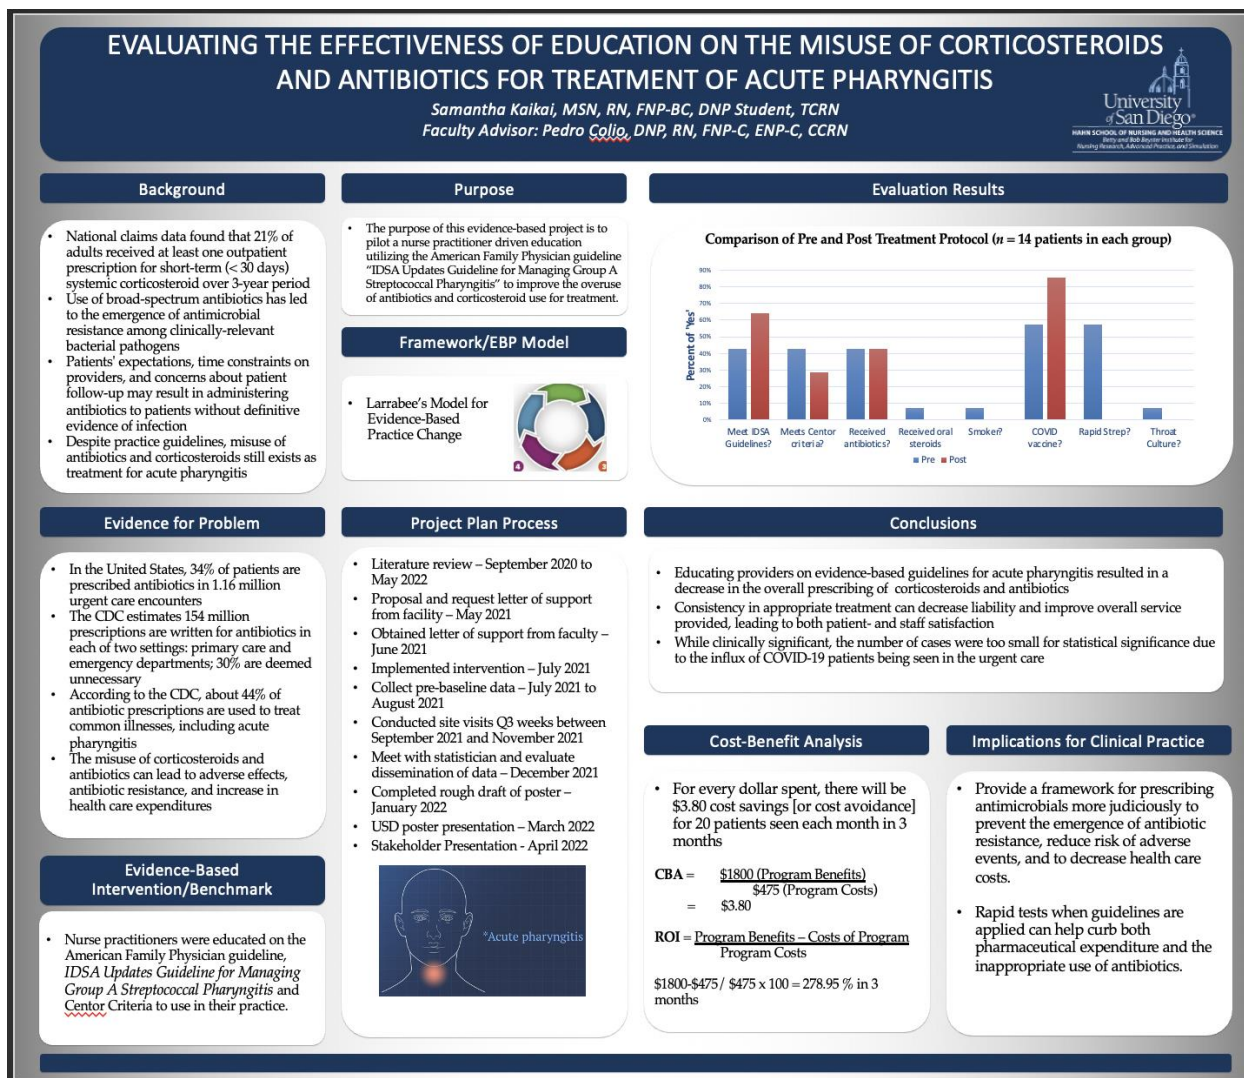 EVALUATING THE EFFECTIVENESS OF EDUCATION ON THE MISUSE OF CORTICOSTEROIDS
AND ANTIBIOTICS FOR TREATMENT OF ACUTE PHARYNGITIS
Samantha Kaikai, MSN, RN, FNP-BC, DNP Student, TCRN
Faculty Advisor: Pedro Colio, DNP, RN, FNP-C, ENP-C, CCRN
University
of San Diego®
HAHN SCHOOL OF NURSING AND HEALTH SCIENCE
Betty and Bob Beyster Institute for
Nursing Research, Advanced Practice, and Simulation
Background
• National claims data found that 21% of
adults received at least one outpatient
prescription for short-term (< 30 days)
systemic corticosteroid over 3-year period
• Use of broad-spectrum antibiotics has led
to the emergence of antimicrobial
resistance among clinically-relevant
bacterial pathogens
• Patients' expectations, time constraints on
providers, and concerns about patient
follow-up may result in administering
antibiotics to patients without definitive
evidence of infection
• Despite practice guidelines, misuse of
antibiotics and corticosteroids still exists as
treatment for acute pharyngitis
Purpose
• The purpose of this evidence-based project is to
pilot a nurse practitioner driven education
utilizing the American Family Physician guideline
“IDSA Updates Guideline for Managing Group A
Streptococcal Pharyngitis” to improve the overuse
of antibiotics and corticosteroid use for treatment.
Framework/EBP Model
• Larrabee’s Model for
Evidence-Based
Practice Change
4
3
Evaluation Results
Comparison of Pre and Post Treatment Protocol (n = 14 patients in each group)
Percent of 'Yes'
90%
80%
70%
60%
50%
40%
30%
20%
10%
0%
Meet IDSA
Guidelines?
Meets Centor
criteria?
Received
antibiotics?
Received oral
steroids
Smoker?
COVID
vaccine?
Rapid Strep?
Throat
Culture?
Pre Post
Evidence for Problem
• In the United States, 34% of patients are
prescribed antibiotics in 1.16 million
urgent care encounters
• The CDC estimates 154 million
prescriptions are written for antibiotics in
each of two settings: primary care and
emergency departments; 30% are deemed
unnecessary
• According to the CDC, about 44% of
antibiotic prescriptions are used to treat
common illnesses, including acute
pharyngitis
• The misuse of corticosteroids and
antibiotics can lead to adverse effects,
antibiotic resistance, and increase in
health care expenditures
Evidence-Based
Intervention/Benchmark
• Nurse practitioners were educated on the
American Family Physician guideline,
IDSA Updates Guideline for Managing
Group A Streptococcal Pharyngitis and
Centor Criteria to use in their practice.
Project Plan Process
• Literature review – September 2020 to
May 2022
• Proposal and request letter of support
from facility – May 2021
• Obtained letter of support from faculty –
June 2021
• Implemented intervention – July 2021
• Collect pre-baseline data – July 2021 to
August 2021
• Conducted site visits Q3 weeks between
September 2021 and November 2021
• Meet with statistician and evaluate
dissemination of data – December 2021
• Completed rough draft of poster –
January 2022
• USD poster presentation – March 2022
• Stakeholder Presentation - April 2022
*Acute pharyngitis
Conclusions
• Educating providers on evidence-based guidelines for acute pharyngitis resulted in a
decrease in the overall prescribing of corticosteroids and antibiotics
• Consistency in appropriate treatment can decrease liability and improve overall service
provided, leading to both patient- and staff satisfaction
• While clinically significant, the number of cases were too small for statistical significance due
to the influx of COVID-19 patients being seen in the urgent care
Cost-Benefit Analysis
• For every dollar spent, there will be
$3.80 cost savings [or cost avoidance]
for 20 patients seen each month in 3
months
CBA = $1800 (Program Benefits)
$475 (Program Costs)
= $3.80
ROI = Program Benefits – Costs of Program
Program Costs
$1800-$475/ $475 x 100 = 278.95 % in 3
months
Implications for Clinical Practice
• Provide a framework for prescribing
antimicrobials more judiciously to
prevent the emergence of antibiotic
resistance, reduce risk of adverse
events, and to decrease health care
costs.
• Rapid tests when guidelines are
applied can help curb both
pharmaceutical expenditure and the
inappropriate use of antibiotics.